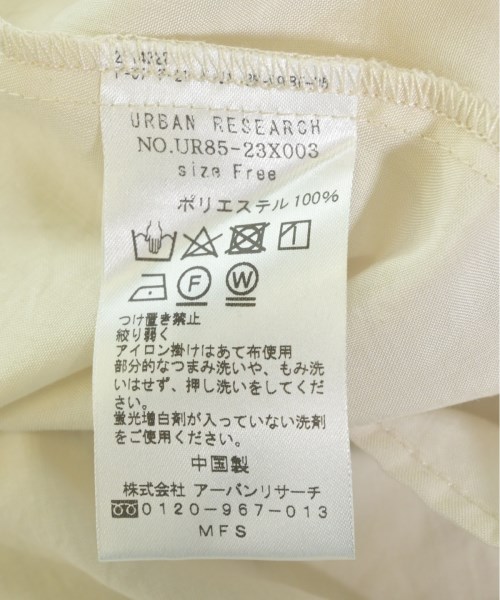 URBAN RESEARCH
NO.UR85-23X003
size Free
ポリエステル 100%
F W
つけ置き禁止
絞り弱く
アイロン掛けはあて布使用
部分的なつまみ洗いや、もみ洗
いはせず、押し洗いをしてくだ
さい。
蛍光増白剤が入っていない洗剤
をご使用ください。
中国製
株式会社 アーバンリサーチ
0120-967-013
MFS